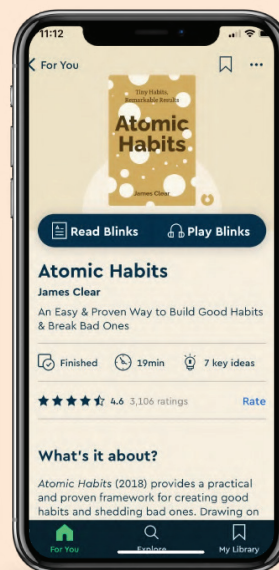 11:12
For You
Tiny Habits,
Remarkable Results
Atomic
Habits
James Clear
Read Blinks
Play Blinks
Atomic Habits
James Clear
An Easy & Proven Way to Build Good Habits
& Break Bad Ones
Finished
19min
7 key ideas
4.6 3,106 ratings
Rate
What's it about?
Atomic Habits (2018) provides a practical
and proven framework for creating good
habits and shedding bad ones. Drawing on
For You
Explore
My Library